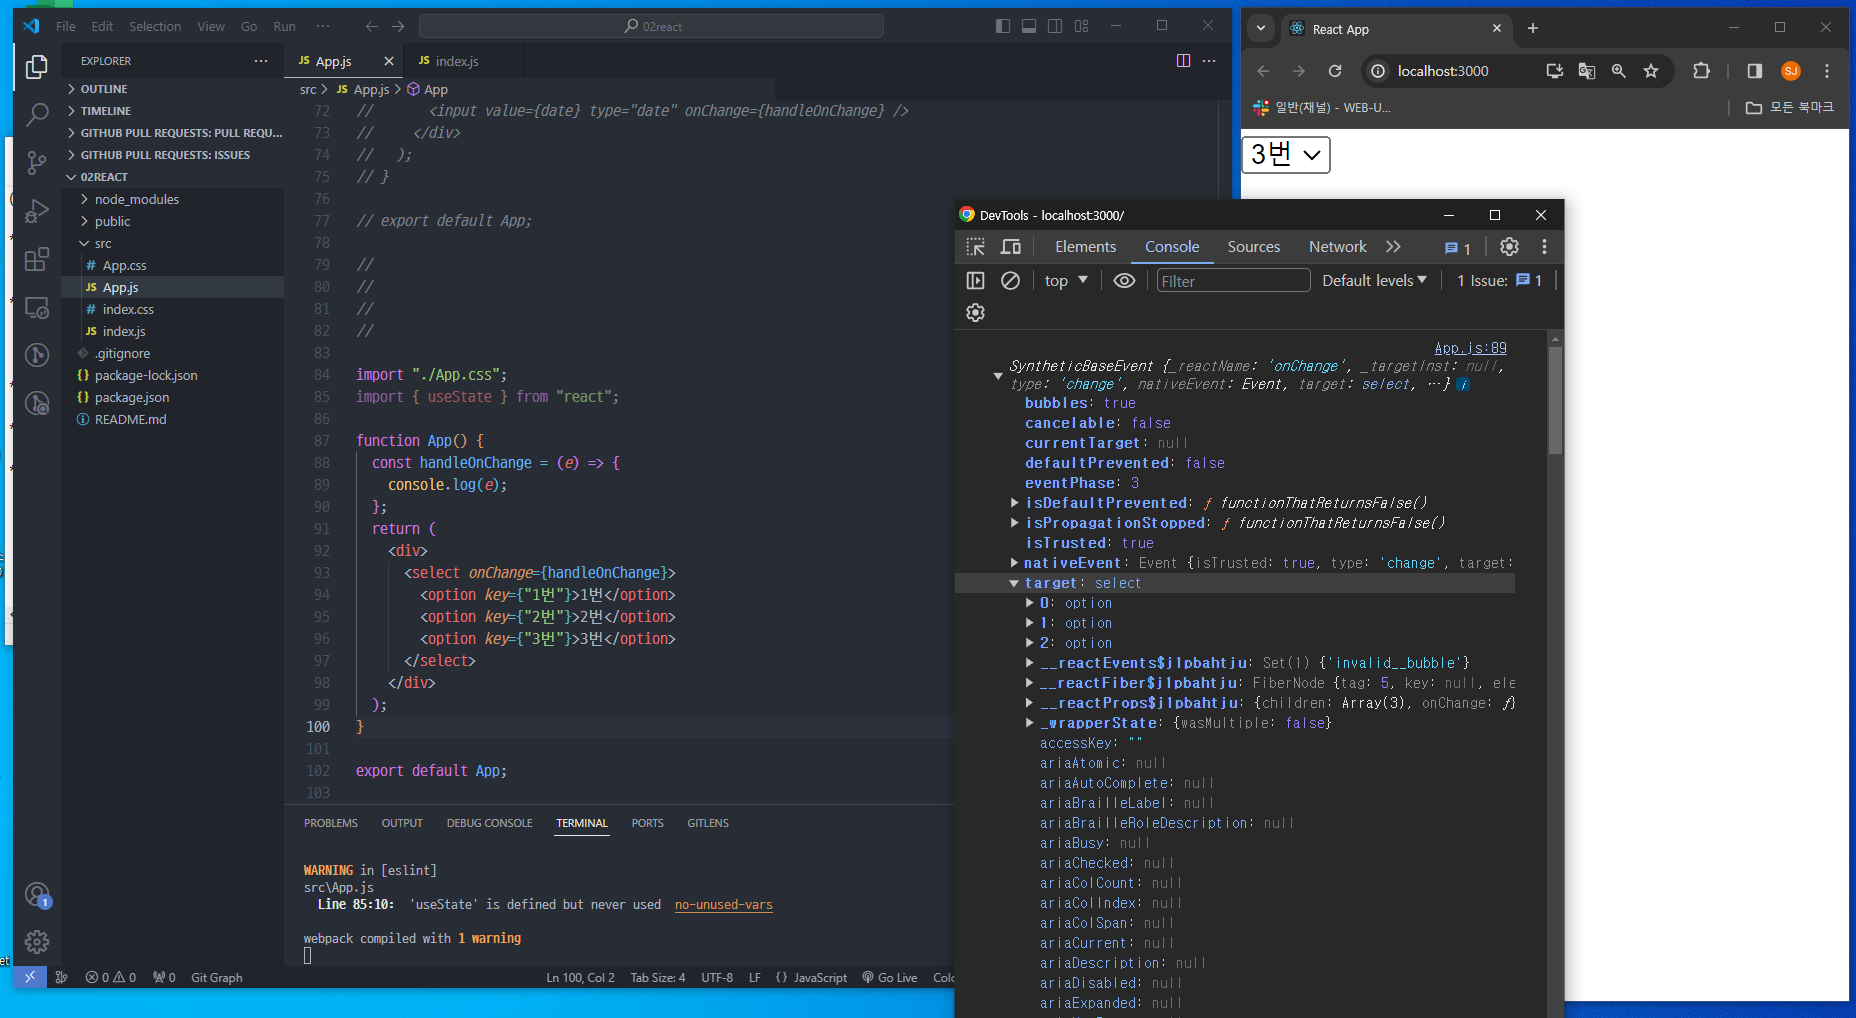 File Edit Selection View Go Run ··· 02react
EXPLORER ···
OUTLINE
TIMELINE
GITHUB PULL REQUESTS: PULL REQU...
GITHUB PULL REQUESTS: ISSUES
02REACT
node_modules
public
src
# App.css
JS App.js
# index.css
JS index.js
.gitignore
{} package-lock.json
{} package.json
README.md
1
JS App.js
JS index.js
src > JS App.js > App
72 // <input value={date} type="date" onChange={handleOnChange} />
73 // </div>
74 // );
75 // }
76
77 // export default App;
78
79 //
80 //
81 //
82 //
83
84 import "./App.css";
85 import { useState } from "react";
86
87 function App() {
88 const handleOnChange = (e) => {
89 console.log(e);
90 };
91 return (
92 <div>
93 <select onChange={handleOnChange}>
94 <option key={"1번"}>1번</option>
95 <option key={"2번"}>2번</option>
96 <option key={"3번"}>3번</option>
97 </select>
98 </div>
99 );
100 }
101
102 export default App;
103
PROBLEMS OUTPUT DEBUG CONSOLE TERMINAL PORTS GITLENS
WARNING in [eslint]
src\App.js
Line 85:10: 'useState' is defined but never used no-unused-vars
webpack compiled with 1 warning
0 0 0 Git Graph Ln 100, Col 2 Tab Size: 4 UTF-8 LF {} JavaScript Go Live
React App
localhost:3000
SJ
일반(채널) - WEB-U...
모든 북마크
3번
DevTools - localhost:3000/
Elements Console Sources Network 1
top Filter Default levels 1 Issue: 1
App.js:89
SyntheticBaseEvent {_reactName: 'onChange', _targetInst: null,
type: 'change', nativeEvent: Event, target: select, …}
bubbles: true
cancelable: false
currentTarget: null
defaultPrevented: false
eventPhase: 3
isDefaultPrevented: ƒ functionThatReturnsFalse()
isPropagationStopped: ƒ functionThatReturnsFalse()
isTrusted: true
nativeEvent: Event {isTrusted: true, type: 'change', target:
target: select
0: option
1: option
2: option
__reactEvents$j1pbahtju: Set(1) {'invalid__bubble'}
__reactFiber$j1pbahtju: FiberNode {tag: 5, key: null, ele
__reactProps$j1pbahtju: {children: Array(3), onChange: ƒ}
_wrapperState: {wasMultiple: false}
accessKey: ""
ariaAtomic: null
ariaAutoComplete: null
ariaBrailleLabel: null
ariaBrailleRoleDescription: null
ariaBusy: null
ariaChecked: null
ariaColCount: null
ariaColIndex: null
ariaColSpan: null
ariaCurrent: null
ariaDescription: null
ariaDisabled: null
ariaExpanded: null